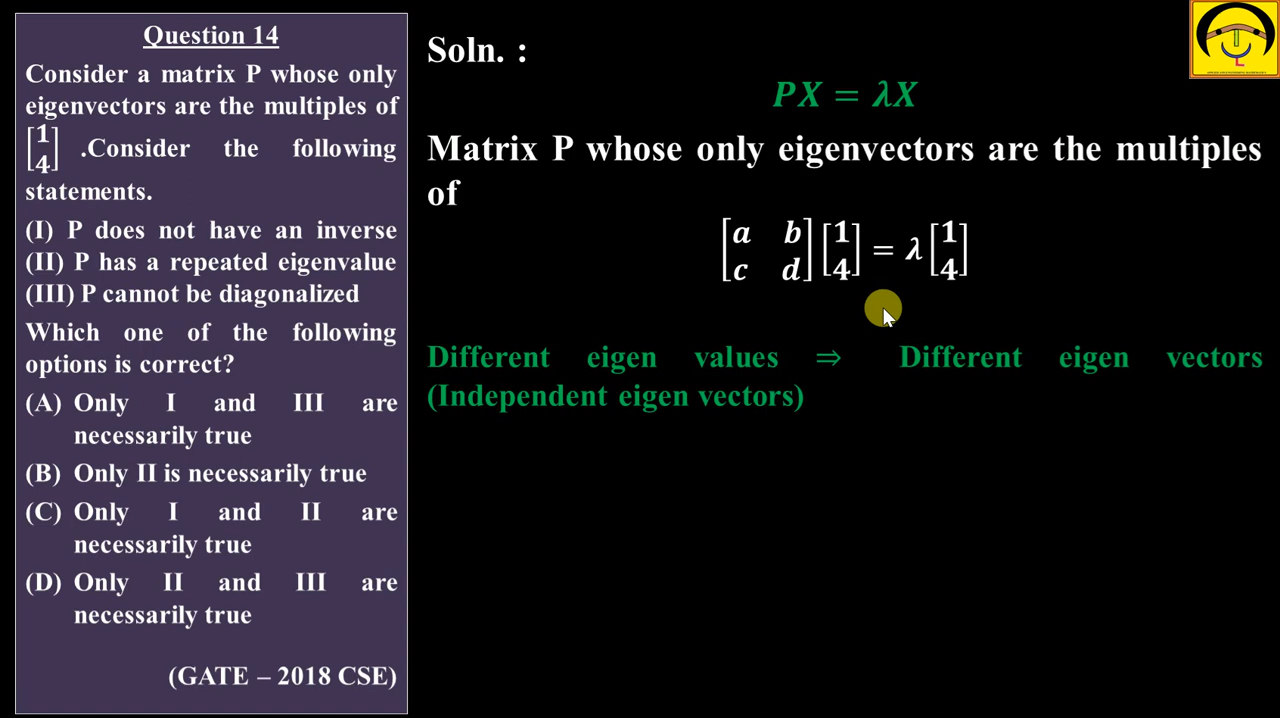 Question 14
Consider a matrix P whose only
eigenvectors are the multiples of
[1
4] .Consider the following
statements.
(I) P does not have an inverse
(II) P has a repeated eigenvalue
(III) P cannot be diagonalized
Which one of the following
options is correct?
(A) Only I and III are
necessarily true
(B) Only II is necessarily true
(C) Only I and II are
necessarily true
(D) Only II and III are
necessarily true
(GATE – 2018 CSE)
Soln. :
PX = λX
Matrix P whose only eigenvectors are the multiples
of
[a b
c d] [1
4] = λ [1
4]
Different eigen values ⇒ Different eigen vectors
(Independent eigen vectors)